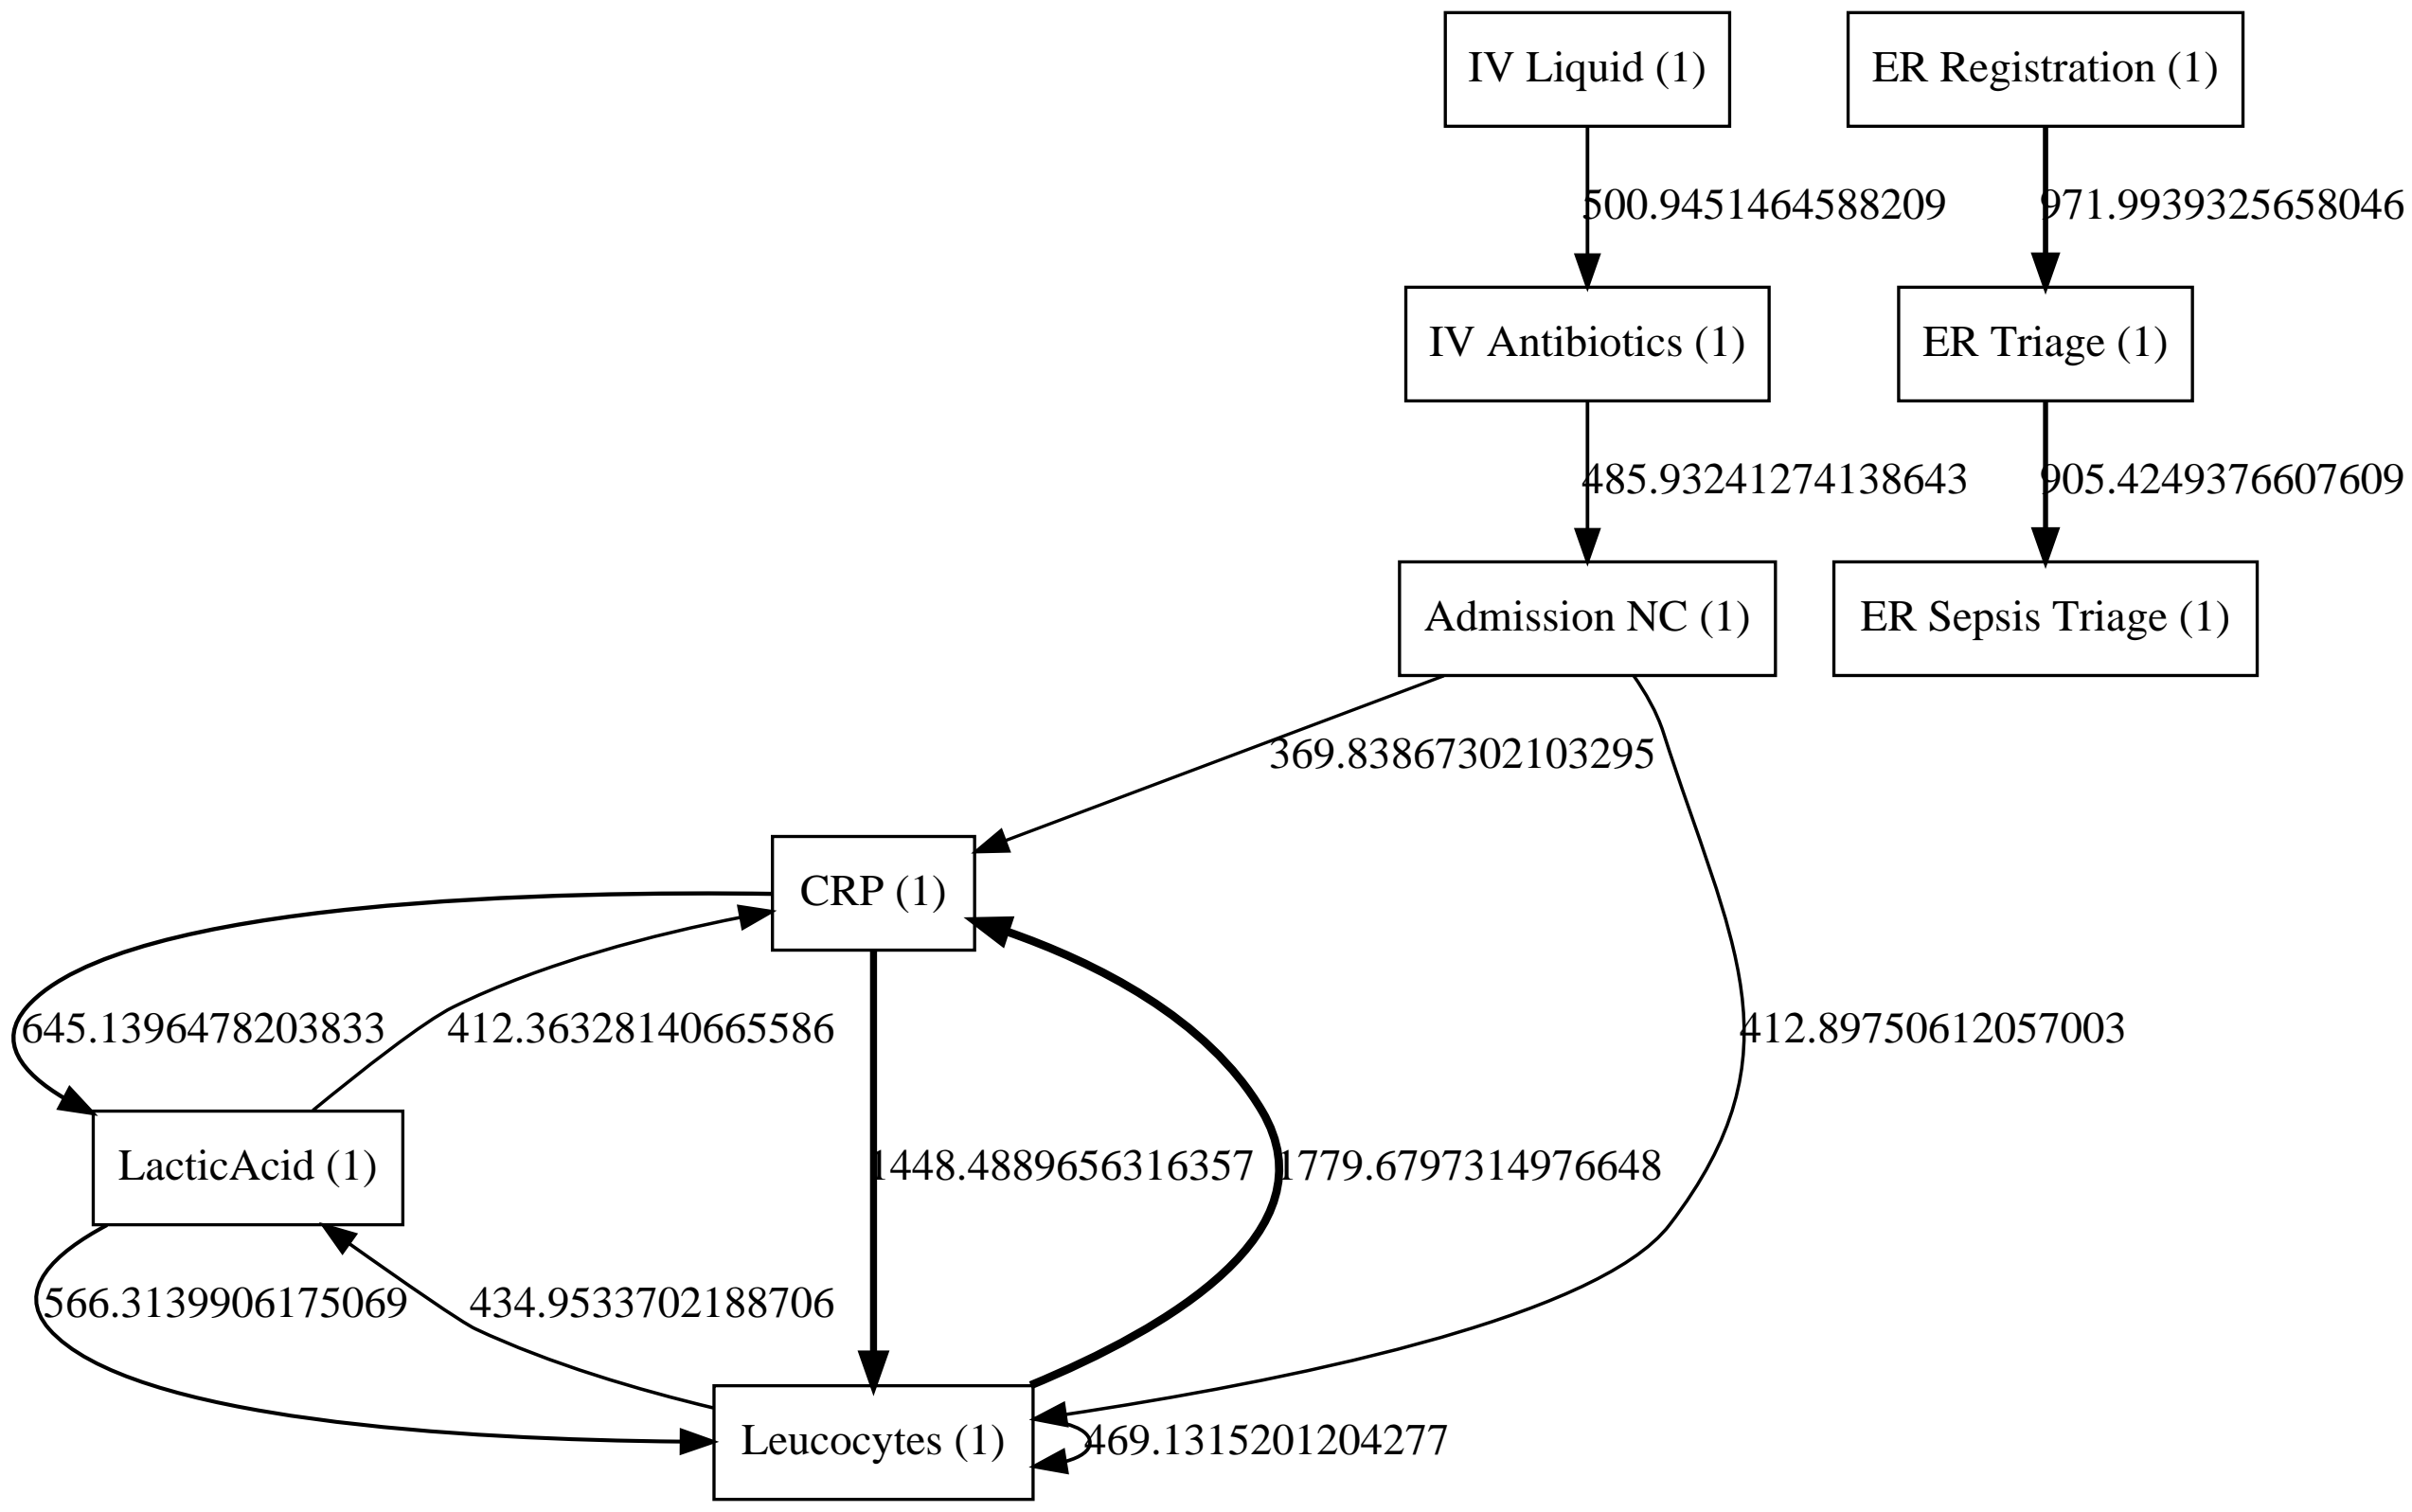 IV Liquid (1)
ER Registration (1)
500.9451464588209
971.9939325658046
IV Antibiotics (1)
ER Triage (1)
485.93241274138643
905.4249376607609
Admission NC (1)
ER Sepsis Triage (1)
369.83867302103295
CRP (1)
645.1396478203833
412.36328140665586
412.89750612057003
LacticAcid (1)
1448.4889656316357
1779.6797314976648
566.3139906175069
434.9533702188706
Leucocytes (1)
469.1315201204277